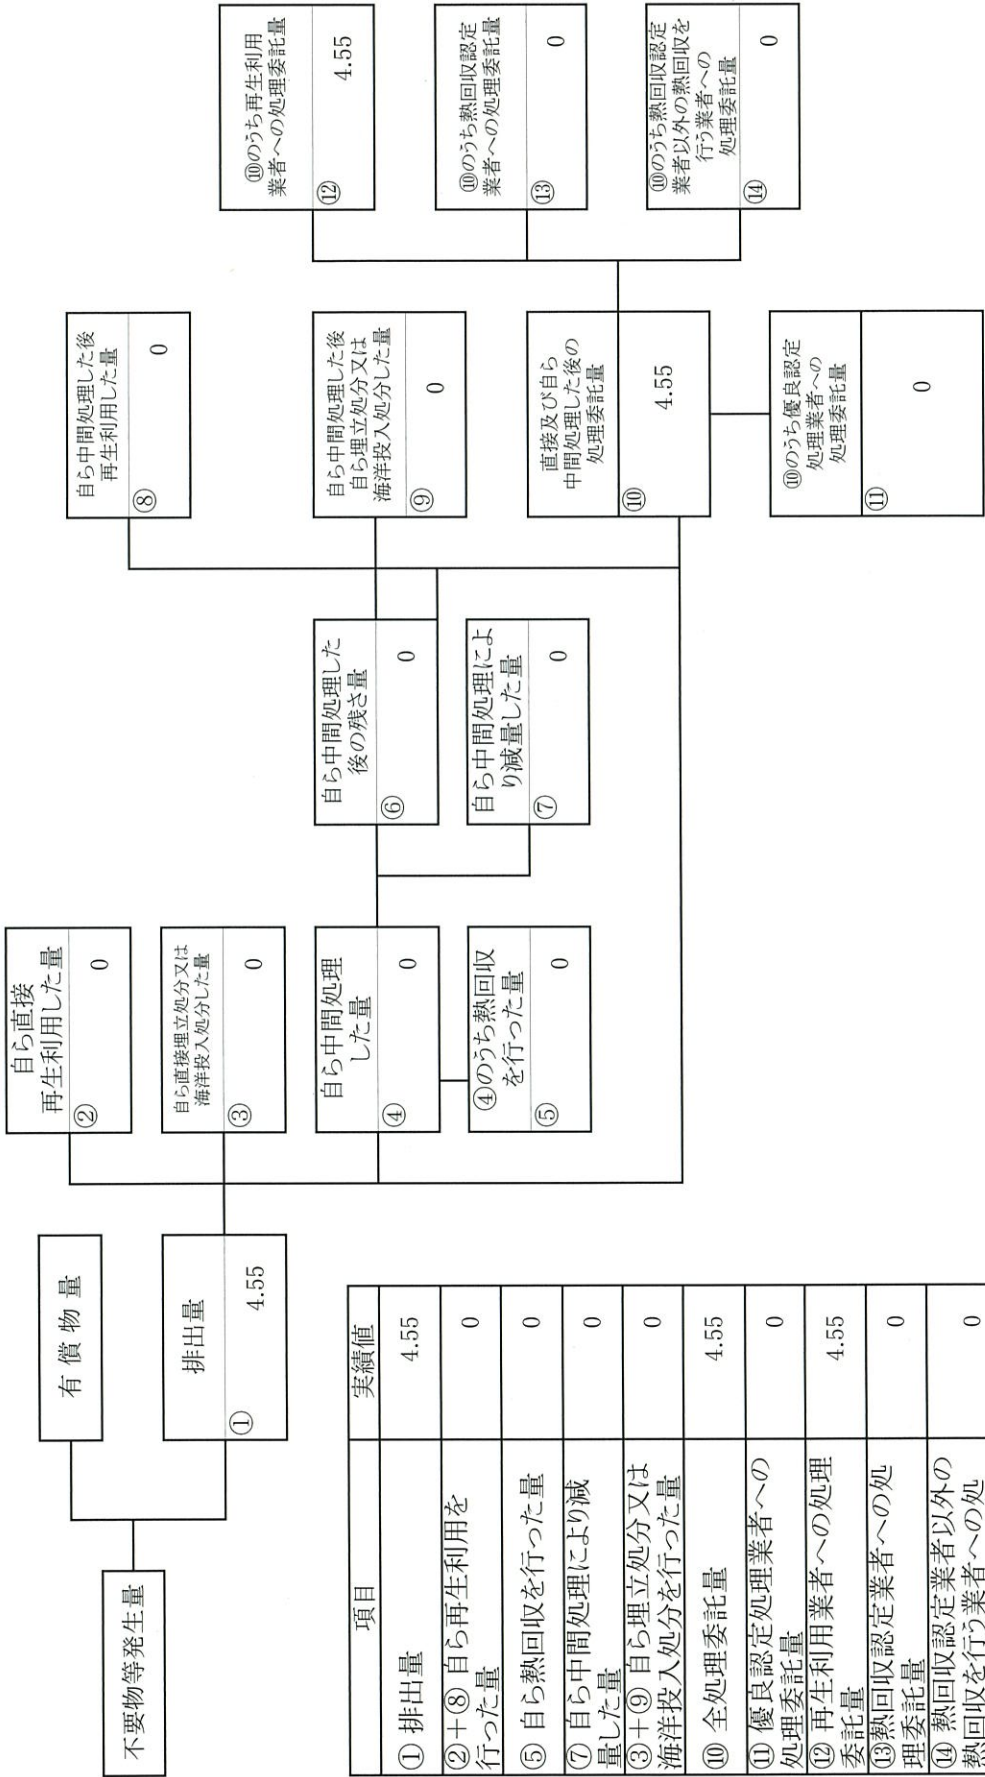 不要物等発生量
有 償 物 量
排出量
①
4.55
自ら直接
再生利用した量
②
0
自ら直接埋立処分又は
海洋投入処分した量
③
0
自ら中間処理
した量
④
0
④のうち熱回収
を行った量
⑤
0
自ら中間処理した
後の残さ量
⑥
0
自ら中間処理によ
り減量した量
⑦
0
自ら中間処理した後
再生利用した量
⑧
0
自ら中間処理した後
自ら埋立処分又は
海洋投入処分した量
⑨
0
直接及び自ら
中間処理した後の
処理委託量
⑩
4.55
⑩のうち優良認定
処理業者への
処理委託量
⑪
0
⑩のうち再生利用
業者への処理委託量
⑫
4.55
⑩のうち熱回収認定
業者への処理委託量
⑬
0
⑩のうち熱回収認定
業者以外の熱回収を
行う業者への
処理委託量
⑭
0
項目 実績値
① 排出量 4.55
②+⑧ 自ら再生利用を
行った量 0
⑤ 自ら熱回収を行った量 0
⑦ 自ら中間処理により減
量した量 0
③+⑨ 自ら埋立処分又は
海洋投入処分を行った量 0
⑩ 全処理委託量 4.55
⑪ 優良認定処理業者への
処理委託量 0
⑫ 再生利用業者への処理
委託量 4.55
⑬熱回収認定業者への処
理委託量 0
⑭ 熱回収認定業者以外の
熱回収を行う業者への処 0